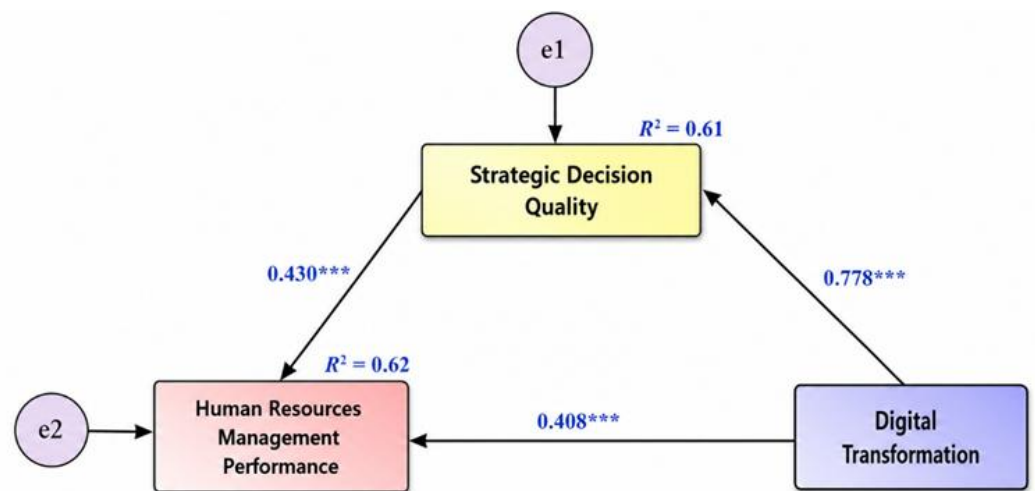 e1
R² = 0.61
Strategic Decision
Quality
0.430***
0.778***
R² = 0.62
Human Resources
Management
Performance
e2
0.408***
Digital
Transformation